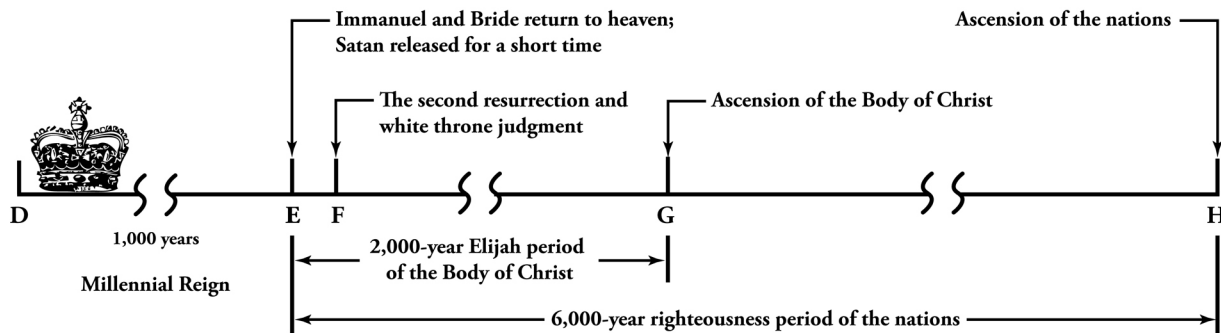 Immanuel and Bride return to heaven;
Satan released for a short time
Ascension of the nations
The second resurrection and
white throne judgment
Ascension of the Body of Christ
D
E
F
G
H
1,000 years
Millennial Reign
2,000-year Elijah period
of the Body of Christ
6,000-year righteousness period of the nations